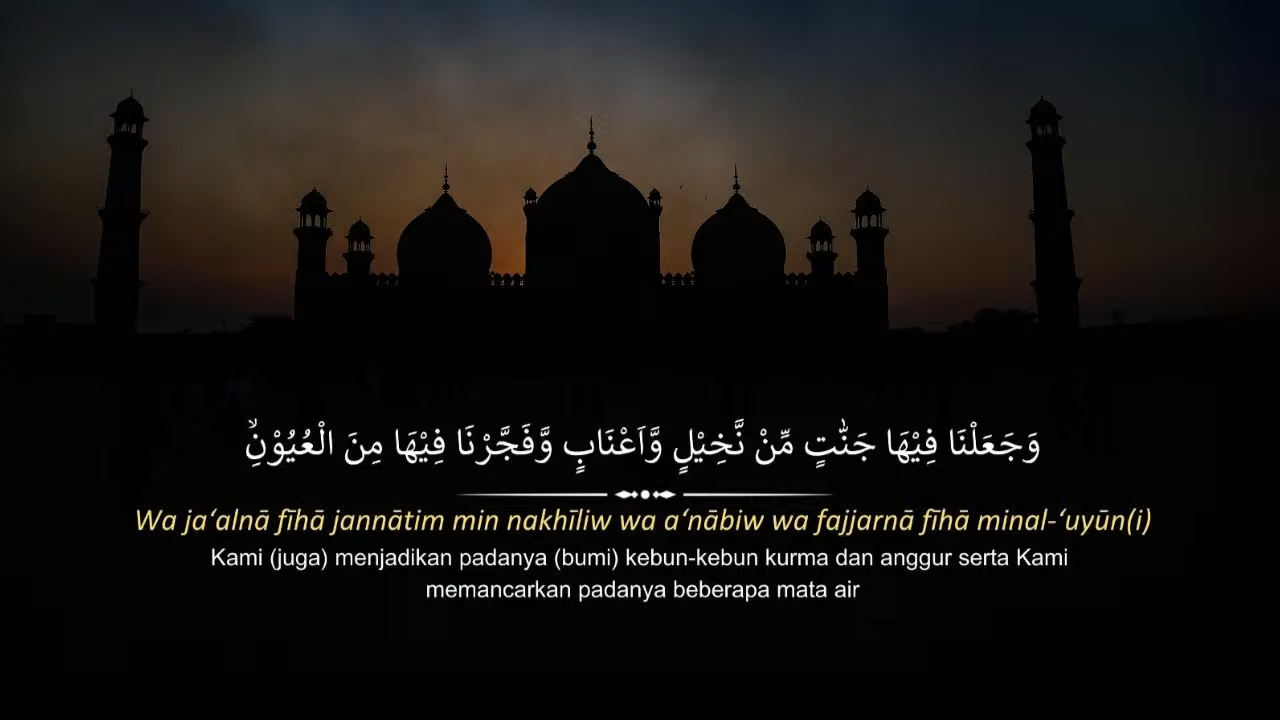 وَجَعَلْنَا فِيْهَا جَنّٰتٍ مِّنْ نَّخِيْلٍ وَّاَعْنَابٍ وَّفَجَّرْنَا فِيْهَا مِنَ الْعُيُوْنِۙ
Wa ja‘alnā fīhā jannātim min nakhīliw wa a‘nābiw wa fajjarnā fīhā minal-‘uyūn(i)
Kami (juga) menjadikan padanya (bumi) kebun-kebun kurma dan anggur serta Kami
memancarkan padanya beberapa mata air